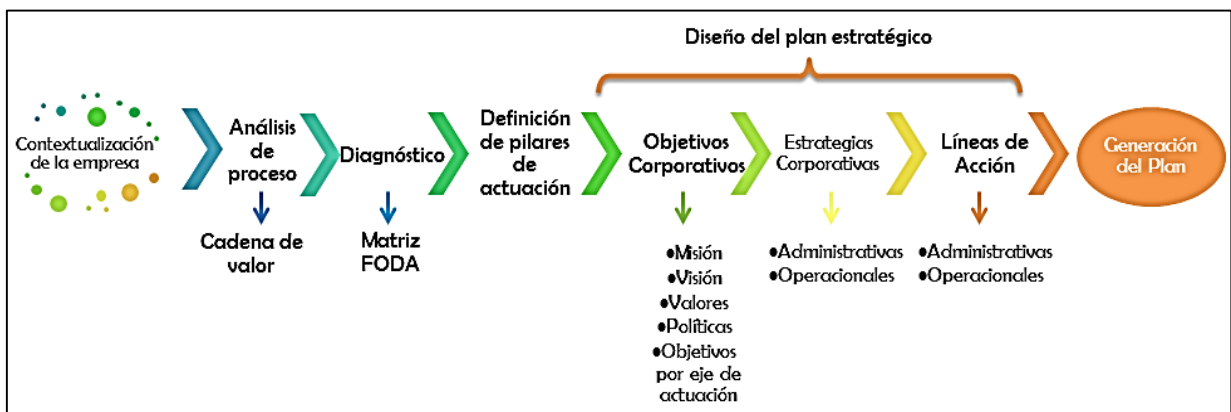 Diseño del plan estratégico
Contextualización
de la empresa
Análisis
de
proceso
Cadena de
valor
Diagnóstico
Matriz
FODA
Definición
de pilares
de
actuación
Objetivos
Corporativos
●Misión
●Visión
●Valores
●Políticas
●Objetivos
por eje de
actuación
Estrategias
Corporativas
●Administrativas
●Operacionales
Líneas de
Acción
●Administrativas
●Operacionales
Generación
del Plan